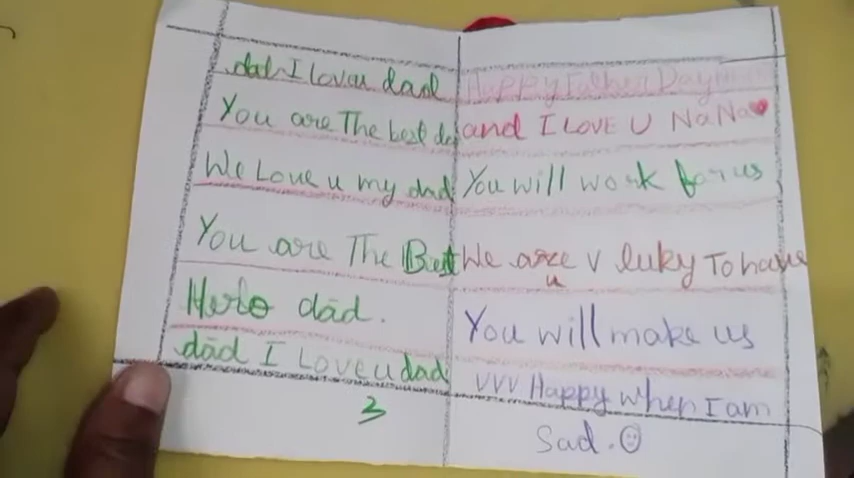 dad I loveu dad
You are The best dad
We Love u my dad
You are The Best
Hero dad.
dad I Love u dad
3
Happy Father Day
and I LOVE U NaNa
You will work for us
We are v luky To have
u
You will make us
VVV Happy when I am
Sad.